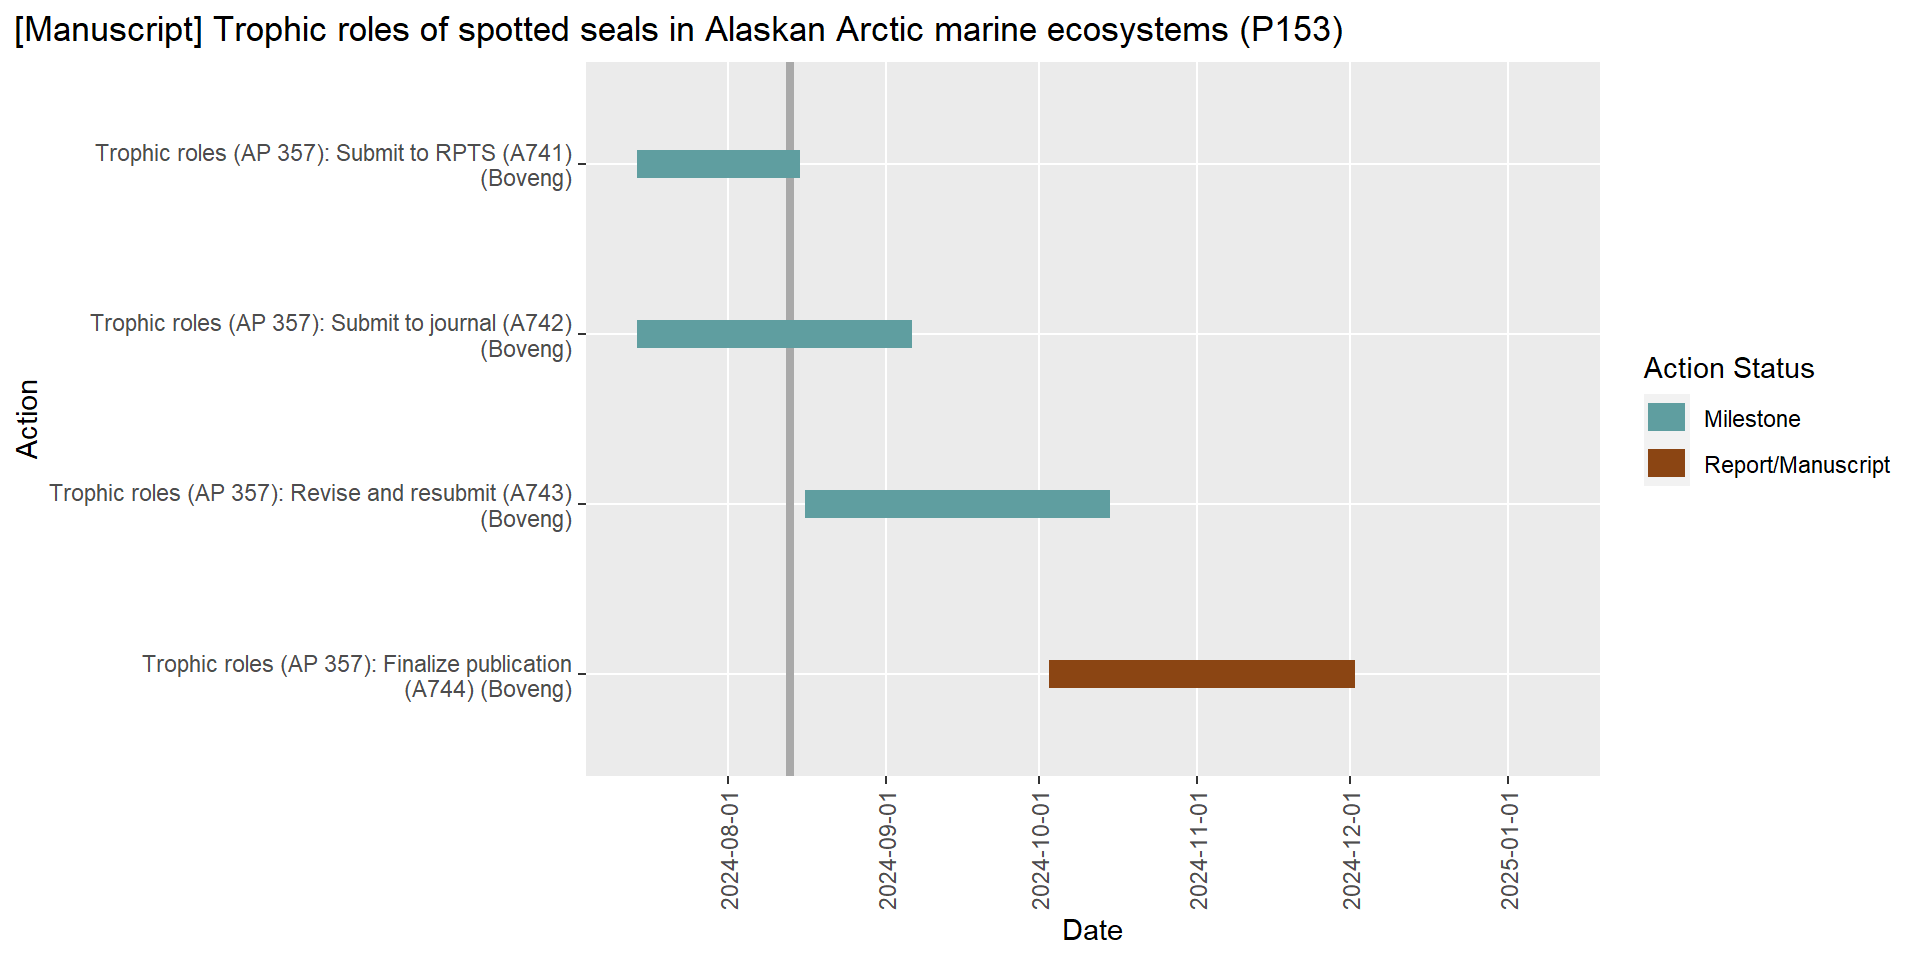 [Manuscript] Trophic roles of spotted seals in Alaskan Arctic marine ecosystems (P153)
Trophic roles (AP 357): Submit to RPTS (A741)
(Boveng)
Trophic roles (AP 357): Submit to journal (A742)
(Boveng)
Trophic roles (AP 357): Revise and resubmit (A743)
(Boveng)
Trophic roles (AP 357): Finalize publication
(A744) (Boveng)
Action
2024-08-01
2024-09-01
2024-10-01
2024-11-01
2024-12-01
2025-01-01
Date
Action Status
Milestone
Report/Manuscript